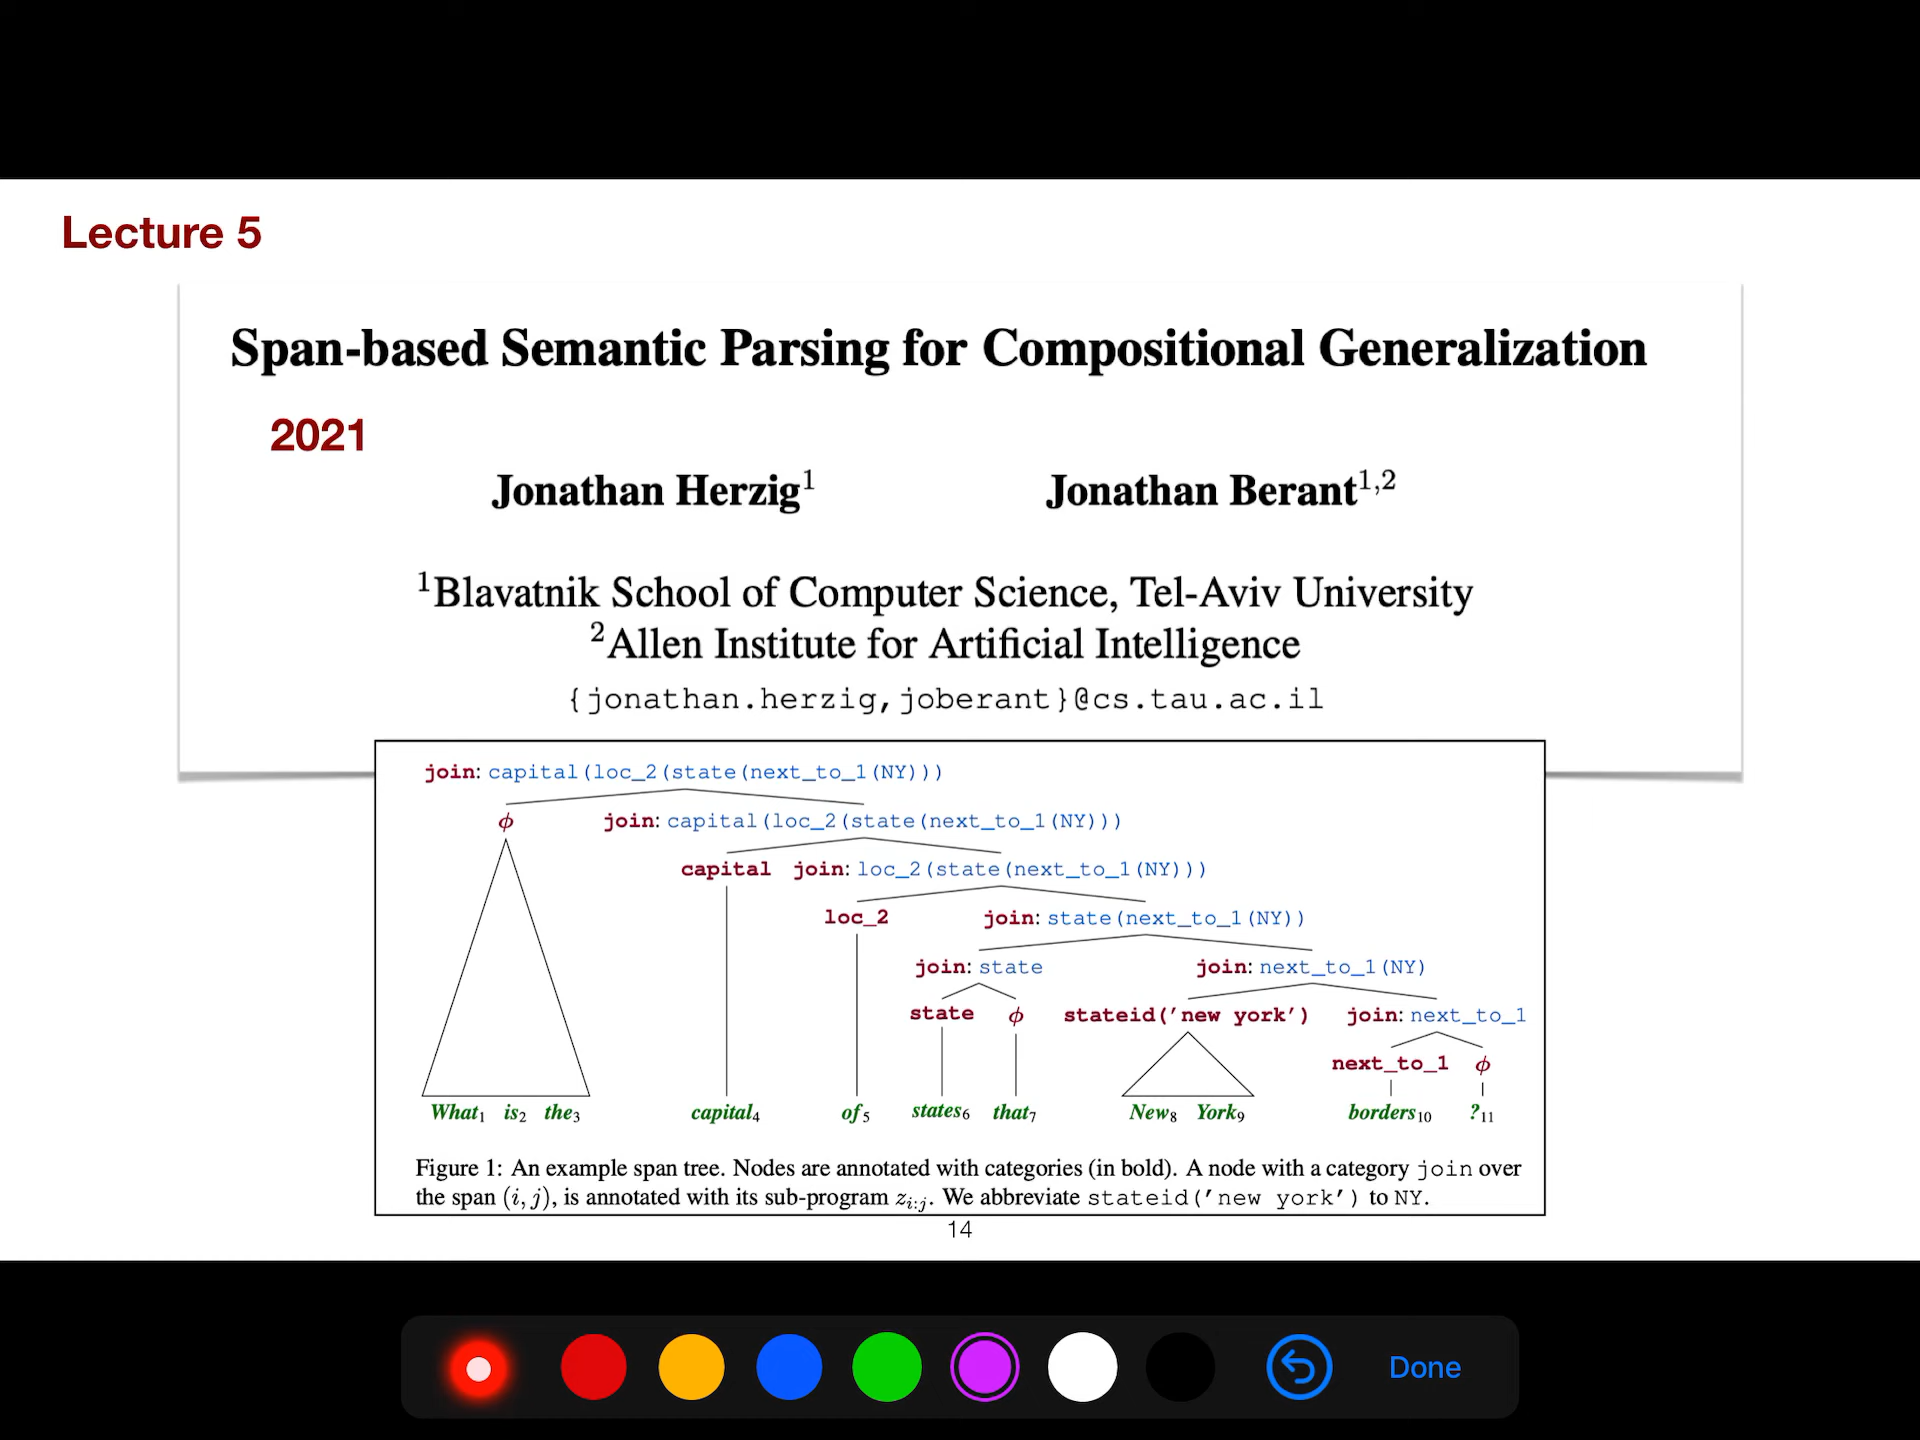 Lecture 5
Span-based Semantic Parsing for Compositional Generalization
2021
Jonathan Herzig¹ Jonathan Berant¹,²
¹Blavatnik School of Computer Science, Tel-Aviv University
²Allen Institute for Artificial Intelligence
{jonathan.herzig,joberant}@cs.tau.ac.il
join: capital(loc_2(state(next_to_1(NY)))
ϕ join: capital(loc_2(state(next_to_1(NY)))
capital join: loc_2(state(next_to_1(NY)))
loc_2 join: state(next_to_1(NY))
join: state join: next_to_1(NY)
state ϕ stateid('new york') join: next_to_1
next_to_1 ϕ
What₁ is₂ the₃ capital₄ of₅ states₆ that₇ New₈ York₉ borders₁₀ ?₁₁
Figure 1: An example span tree. Nodes are annotated with categories (in bold). A node with a category join over
the span (i, j), is annotated with its sub-program zᵢ:ⱼ. We abbreviate stateid('new york') to NY.
14
Done